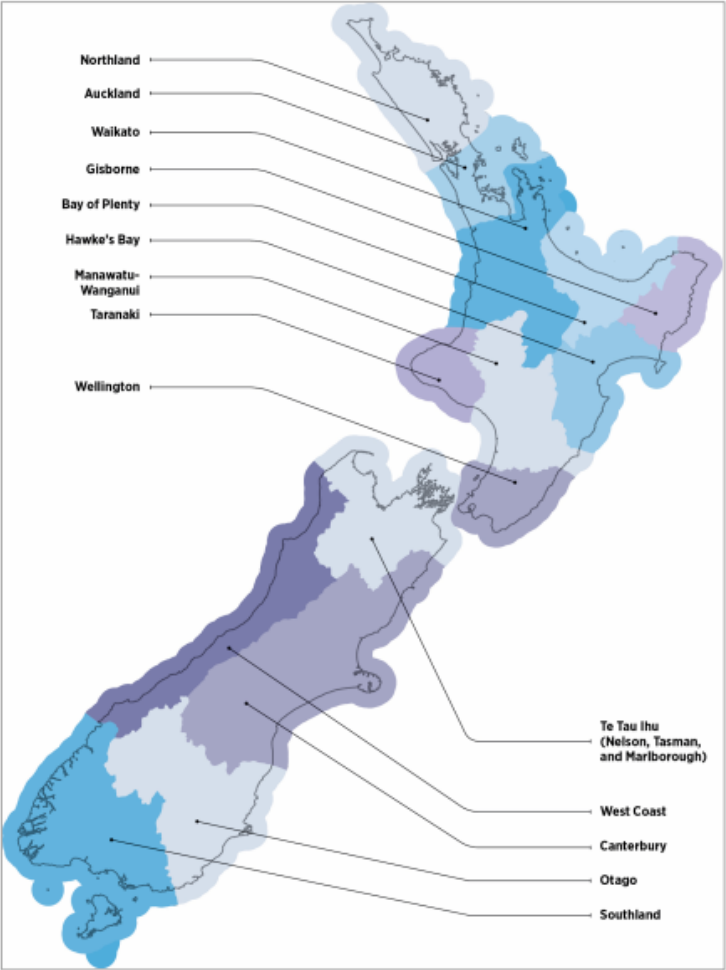 Northland
Auckland
Waikato
Gisborne
Bay of Plenty
Hawke's Bay
Manawatu-
Wanganui
Taranaki
Wellington
Te Tau Ihu
(Nelson, Tasman,
and Marlborough)
West Coast
Canterbury
Otago
Southland